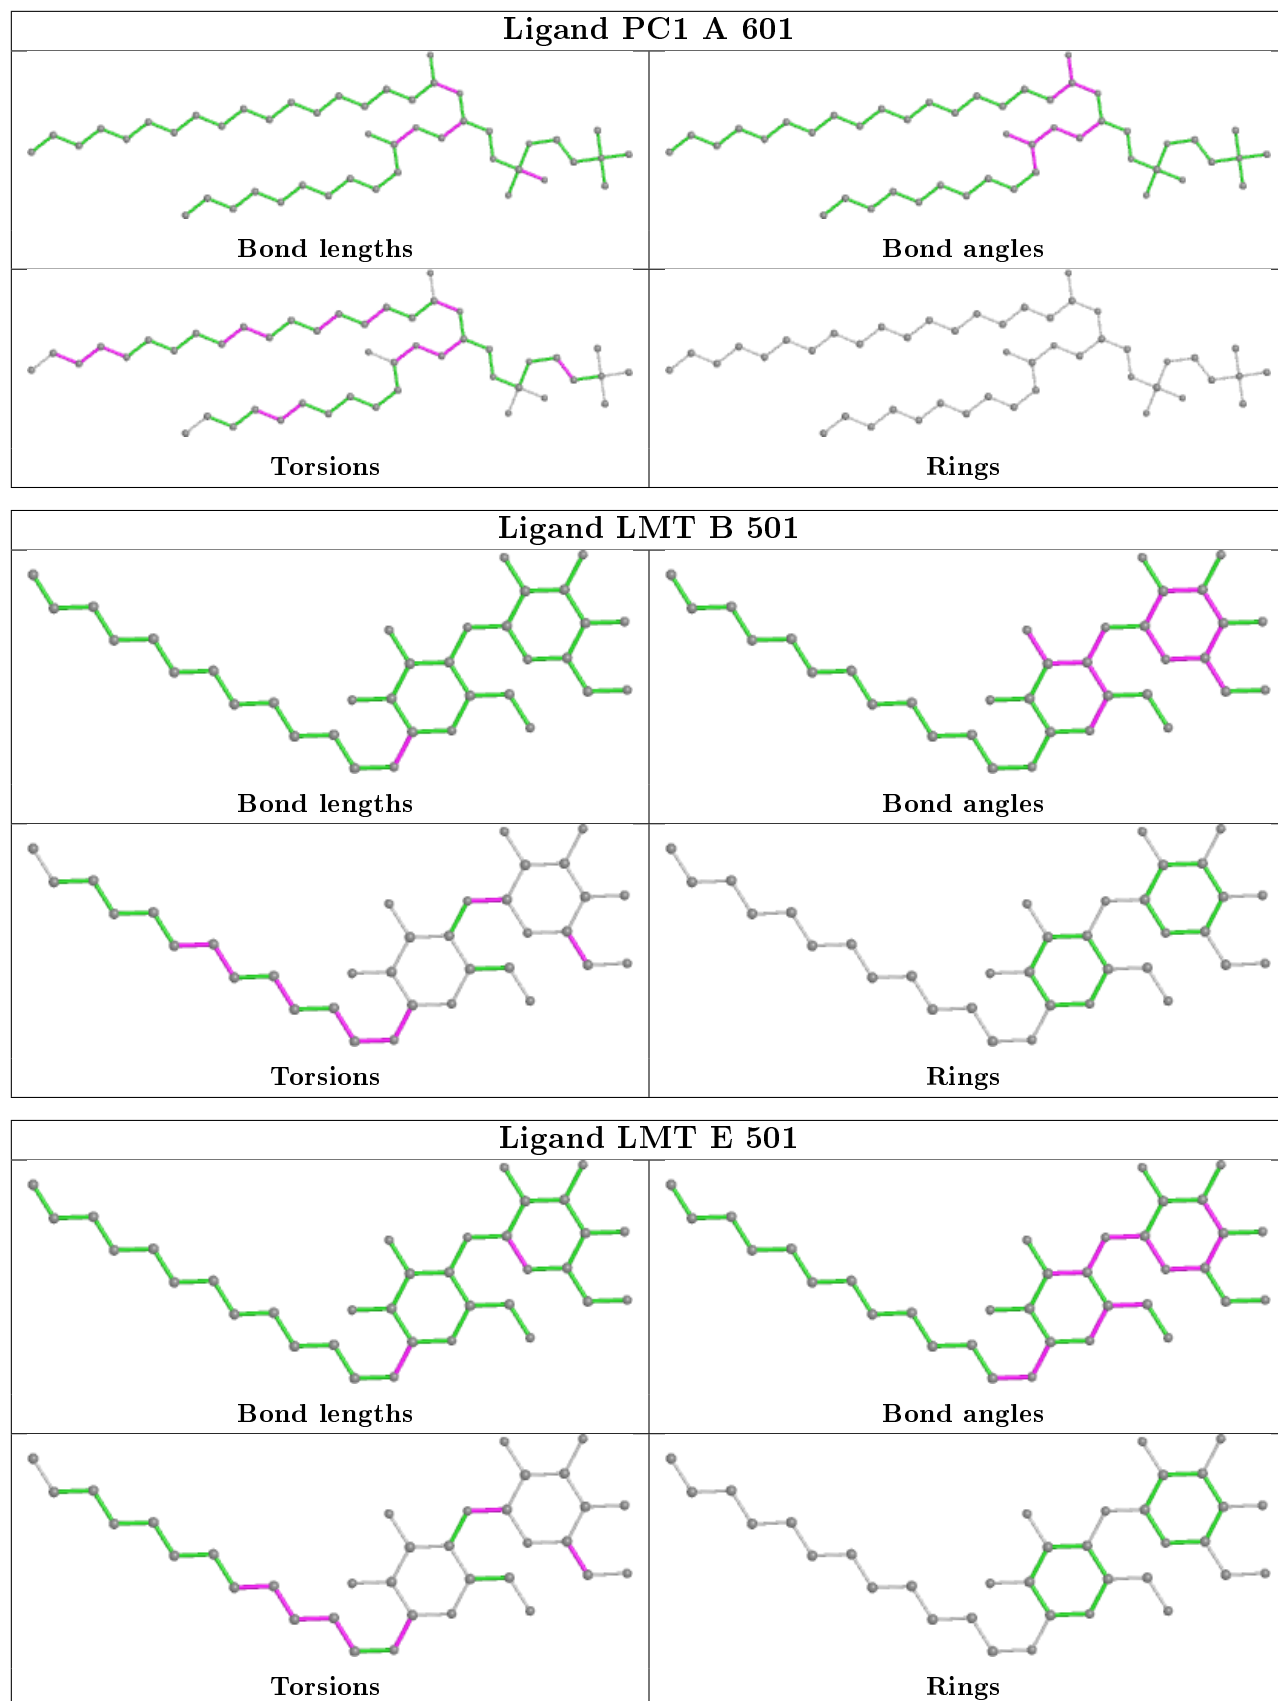 Ligand PC1 A 601
Bond lengths
Bond angles
Torsions
Rings
Ligand LMT B 501
Bond lengths
Bond angles
Torsions
Rings
Ligand LMT E 501
Bond lengths
Bond angles
Torsions
Rings